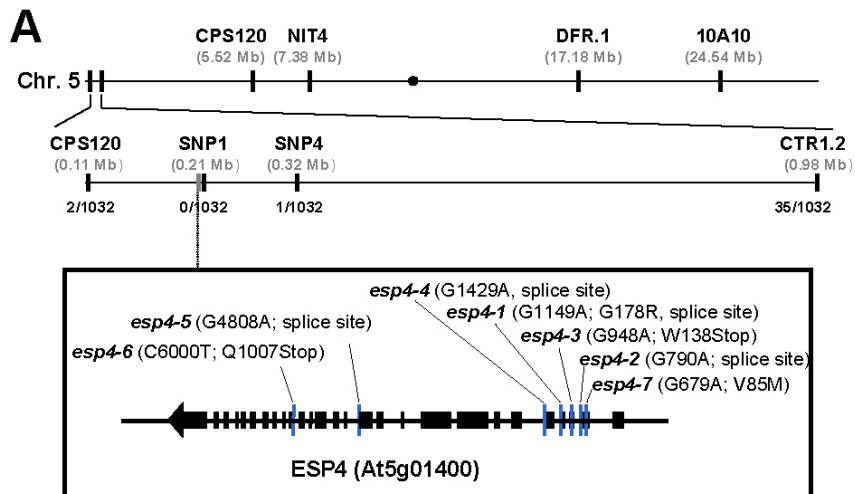 A
CPS120 NIT4 DFR.1 10A10
(5.52 Mb) (7.38 Mb) (17.18 Mb) (24.54 Mb)
Chr. 5
CPS120 SNP1 SNP4 CTR1.2
(0.11 Mb) (0.21 Mb) (0.32 Mb) (0.98 Mb)
2/1032 0/1032 1/1032 35/1032
esp4-4 (G1429A, splice site)
esp4-1 (G1149A; G178R, splice site)
esp4-5 (G4808A; splice site)
esp4-3 (G948A; W138Stop)
esp4-6 (C6000T; Q1007Stop)
esp4-2 (G790A; splice site)
esp4-7 (G679A; V85M)
ESP4 (At5g01400)